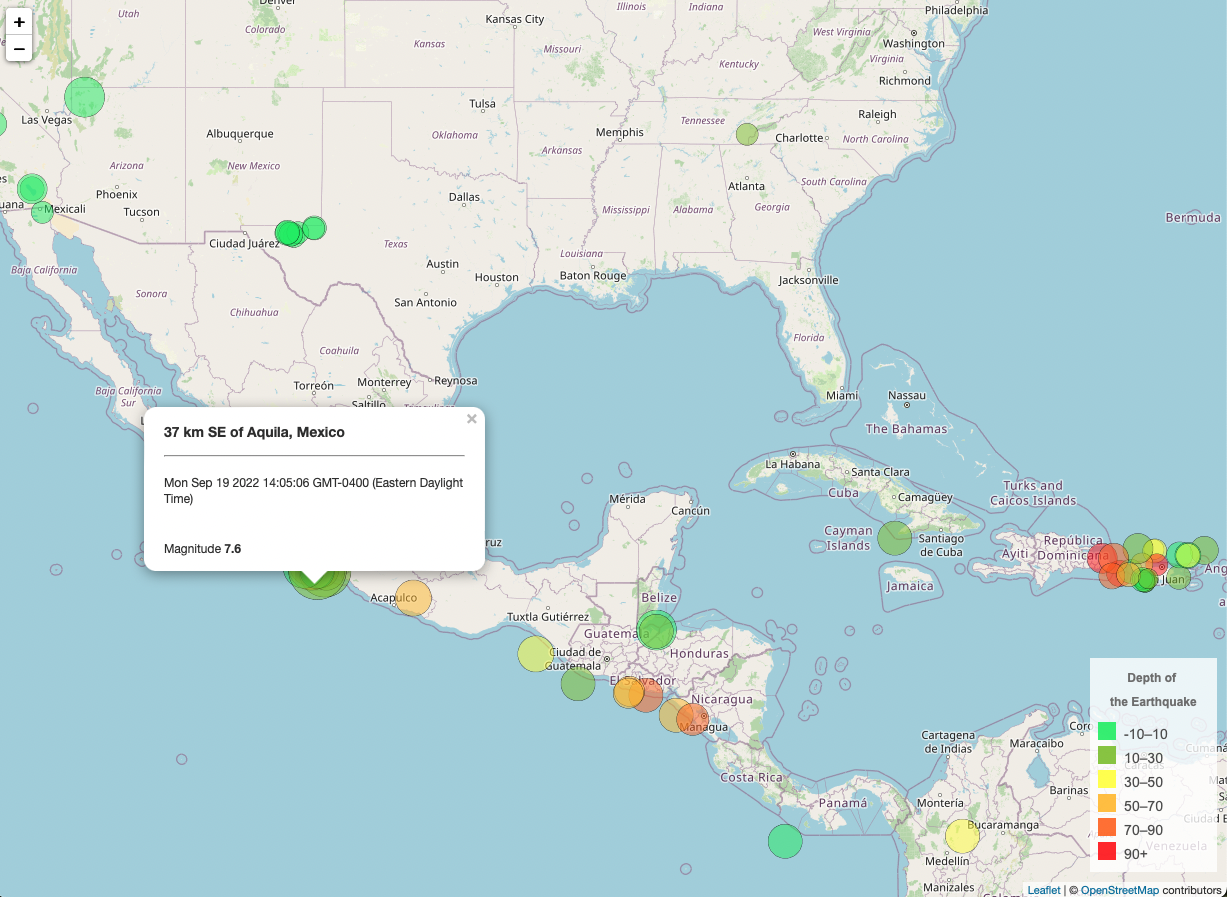 +
−
Denver
Utah
Colorado
Kansas City
Kansas
Missouri
Illinois
Indiana
Philadelphia
West Virginia
Washington
Kentucky
Virginia
Richmond
Las Vegas
Tulsa
Raleigh
Albuquerque
Oklahoma
Memphis
Tennessee
Charlotte
North Carolina
Arkansas
Arizona
New Mexico
Phoenix
Atlanta
South Carolina
Mexicali
Tucson
Dallas
Mississippi
Alabama
Georgia
Bermuda
Ciudad Juárez
Texas
Louisiana
Austin
Houston
Baton Rouge
Jacksonville
Baja California
Sonora
San Antonio
Chihuahua
Florida
Coahuila
Torreón
Monterrey
Reynosa
Saltillo
Baja California
Sur
Miami
Nassau
The Bahamas
×
37 km SE of Aquila, Mexico
Mon Sep 19 2022 14:05:06 GMT-0400 (Eastern Daylight
Time)
Magnitude 7.6
La Habana
Santa Clara
Cuba
Camagüey
Turks and
Caicos Islands
Mérida
Cancún
Cayman
Islands
Santiago
de Cuba
Ayiti
República
Dominicana
San Juan
Jamaica
Acapulco
Belize
Tuxtla Gutiérrez
Guatemala
Honduras
Ciudad de
Guatemala
El Salvador
Nicaragua
Managua
Costa Rica
Panamá
Cartagena
de Indias
Maracaibo
Barinas
Montería
Bucaramanga
Medellín
Manizales
Caracas
Venezuela
Depth of
the Earthquake
-10–10
10–30
30–50
50–70
70–90
90+
Leaflet | © OpenStreetMap contributors